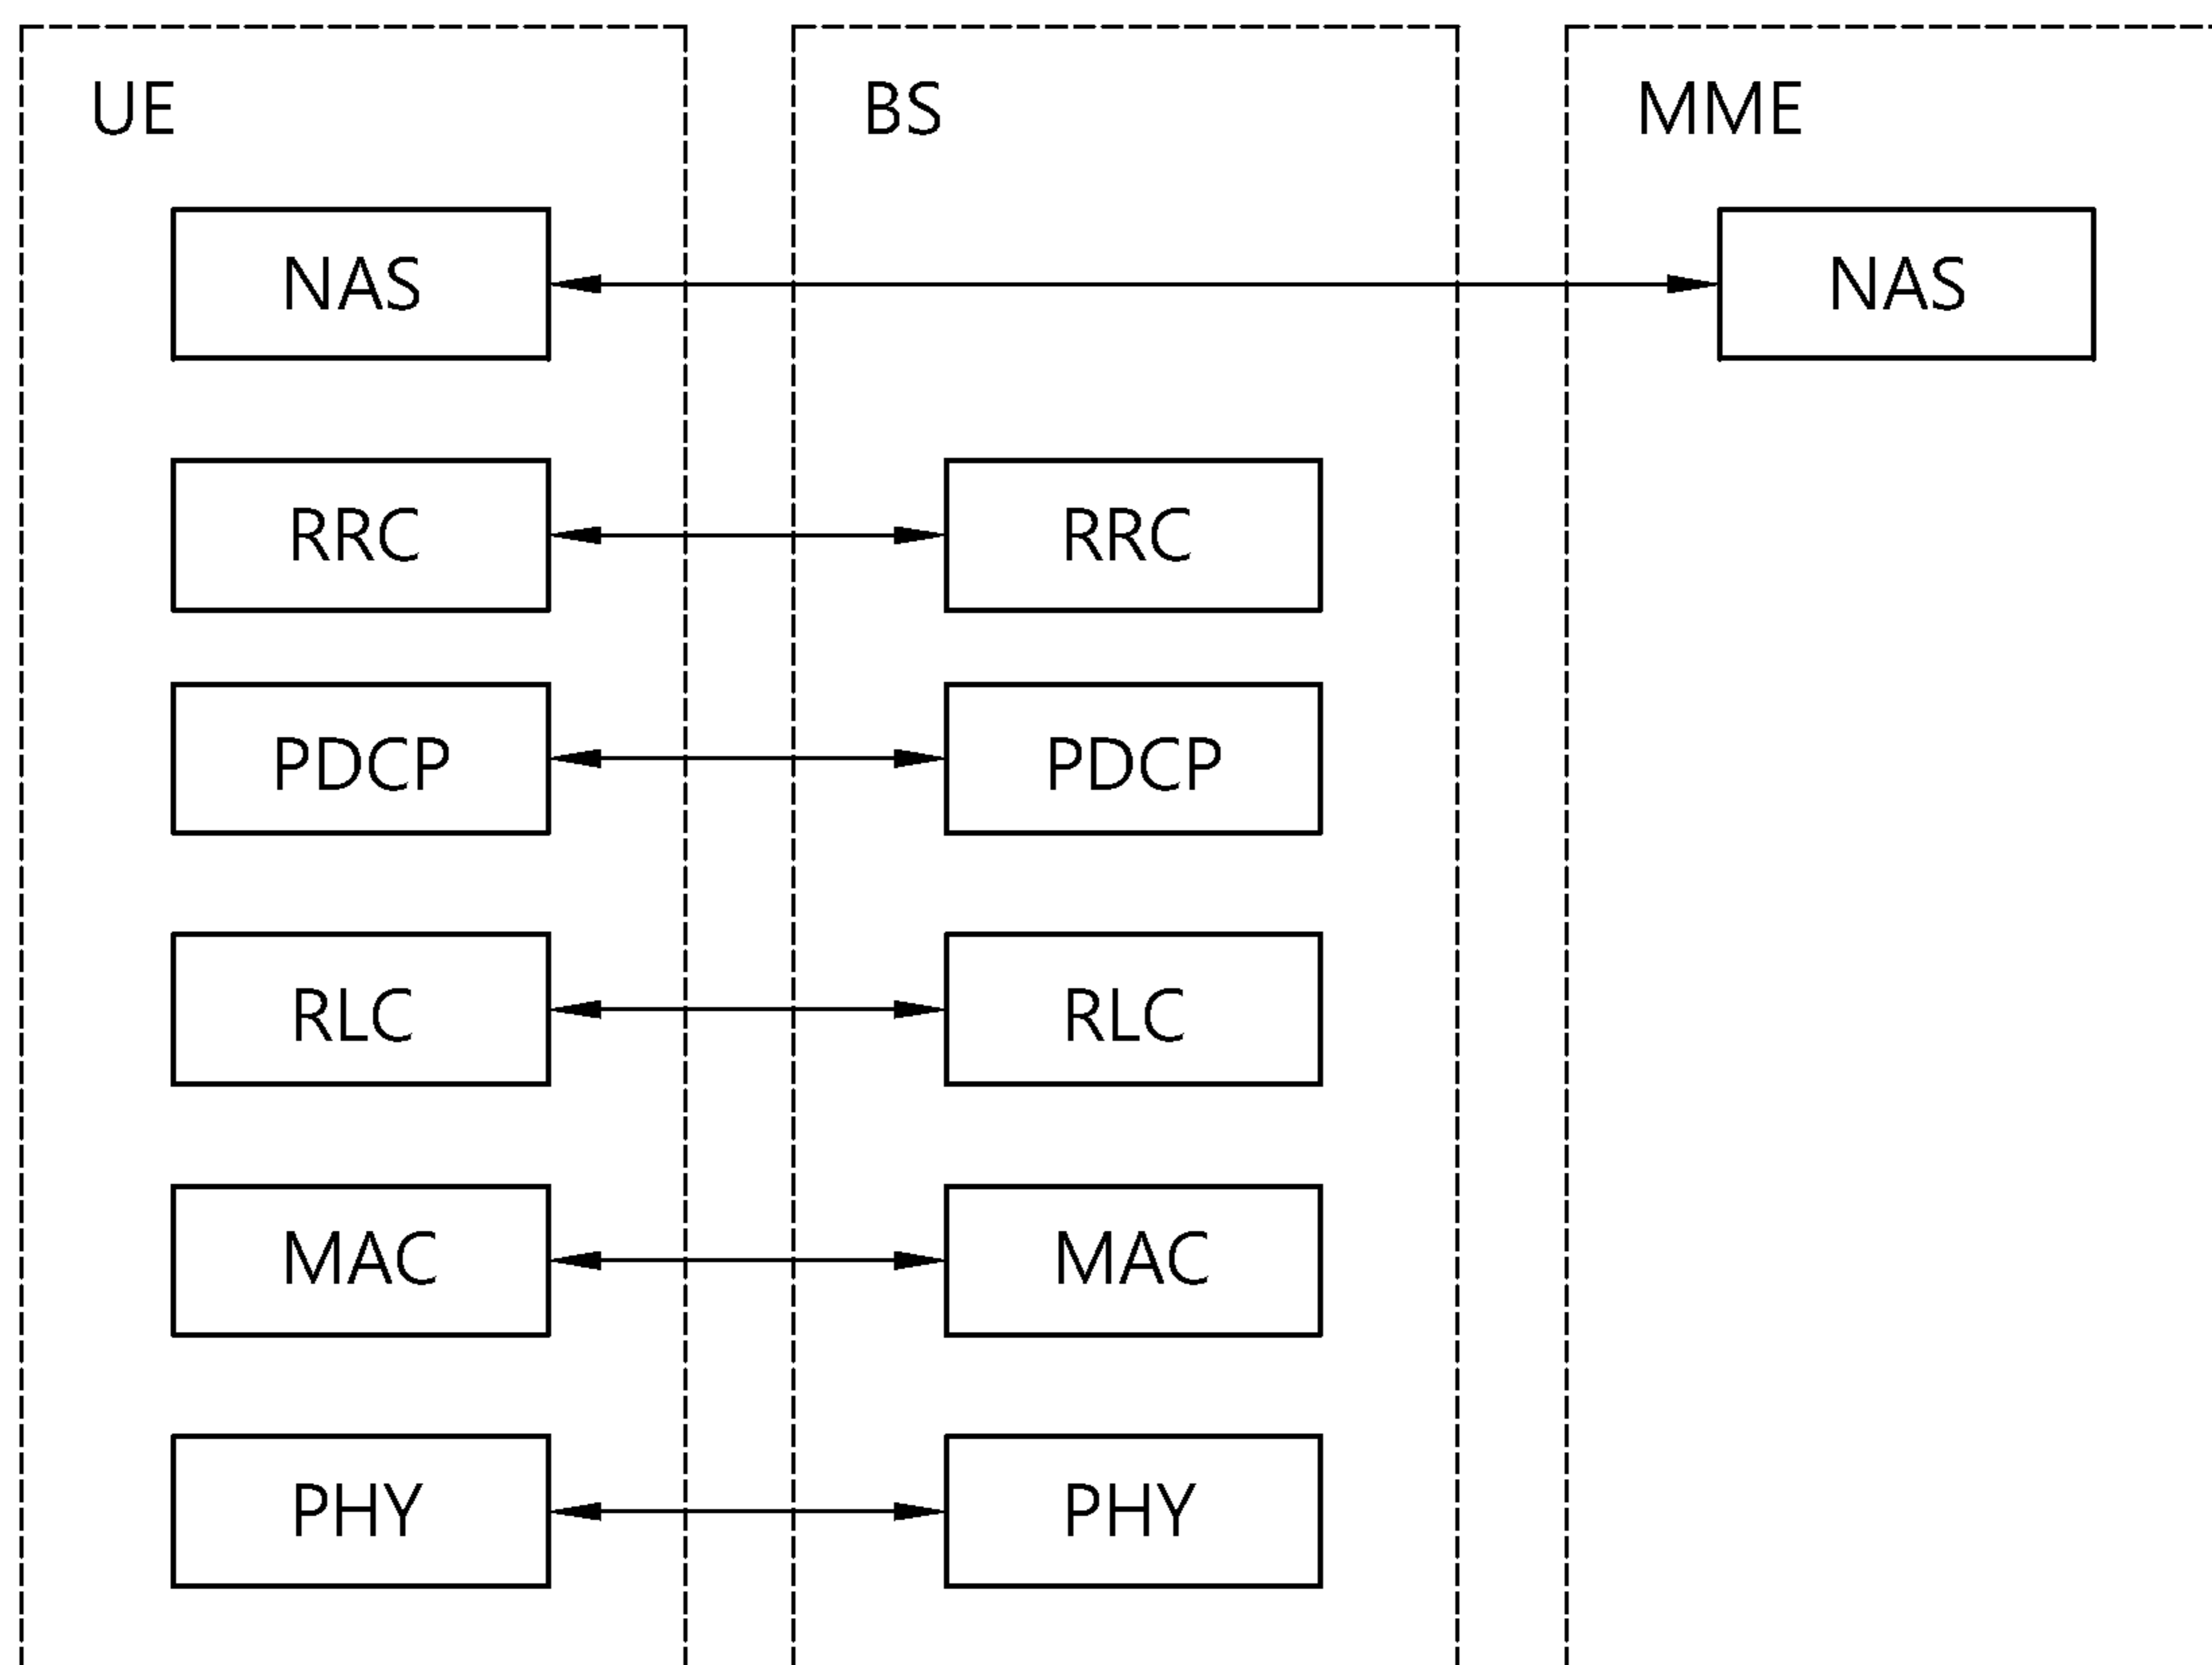 UE
BS
MME
NAS
NAS
RRC
RRC
PDCP
PDCP
RLC
RLC
MAC
MAC
PHY
PHY